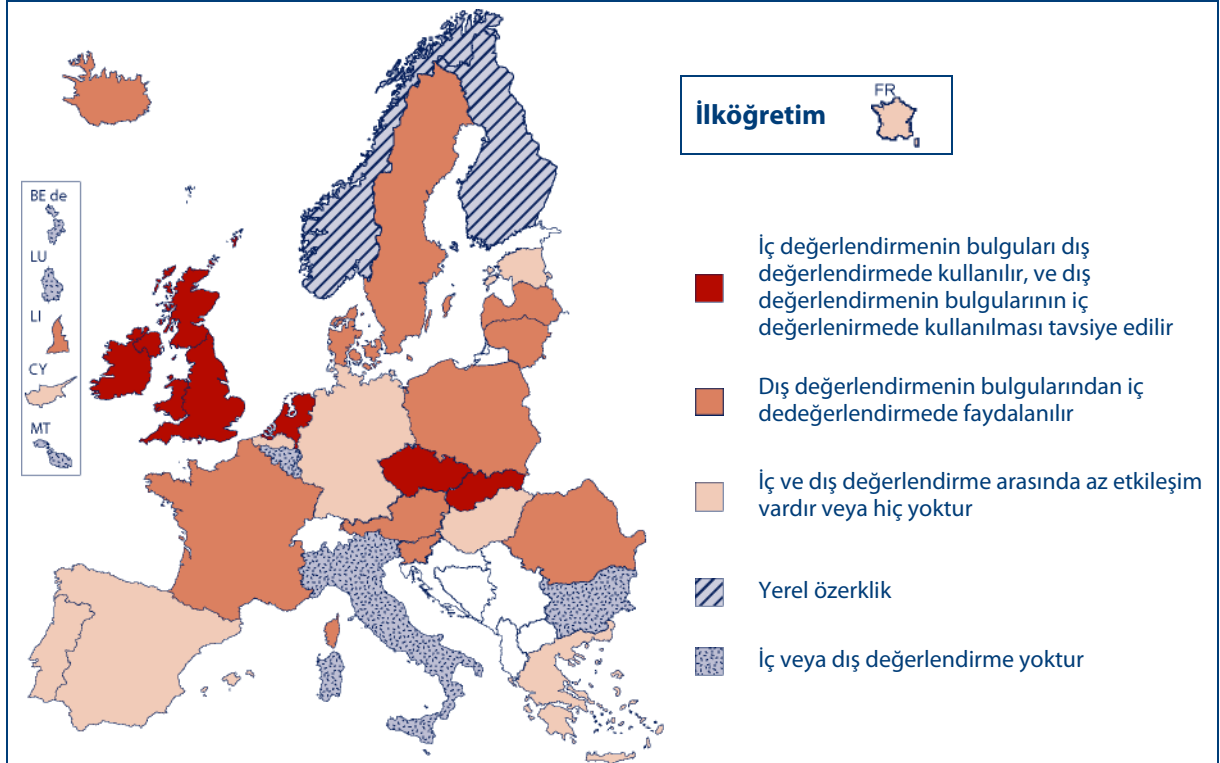 FR
İlköğretim
BE de
LU
LI
CY
MT
İç değerlendirmenin bulguları dış
değerlendirmede kullanılır, ve dış
değerlendirmenin bulgularının iç
değerlenirmede kullanılması tavsiye edilir
Dış değerlendirmenin bulgularından iç
dedeğerlendirmede faydalanılır
İç ve dış değerlendirme arasında az etkileşim
vardır veya hiç yoktur
Yerel özerklik
İç veya dış değerlendirme yoktur